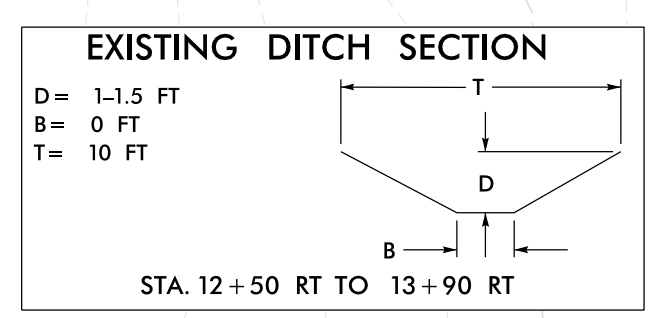 EXISTING DITCH SECTION
D= 1–1.5 FT
B= 0 FT
T= 10 FT
T
D
B
STA. 12+50 RT TO 13+90 RT